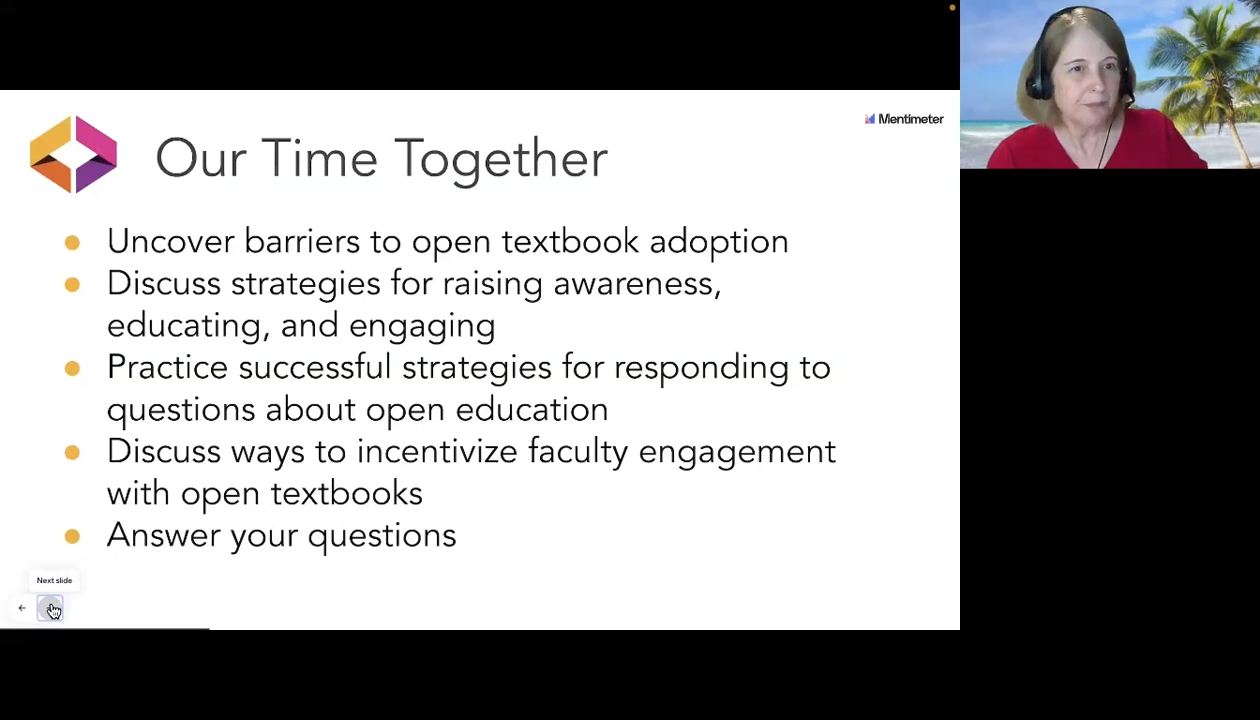 Our Time Together
Mentimeter
Uncover barriers to open textbook adoption
Discuss strategies for raising awareness,
educating, and engaging
Practice successful strategies for responding to
questions about open education
Discuss ways to incentivize faculty engagement
with open textbooks
Answer your questions
Next slide